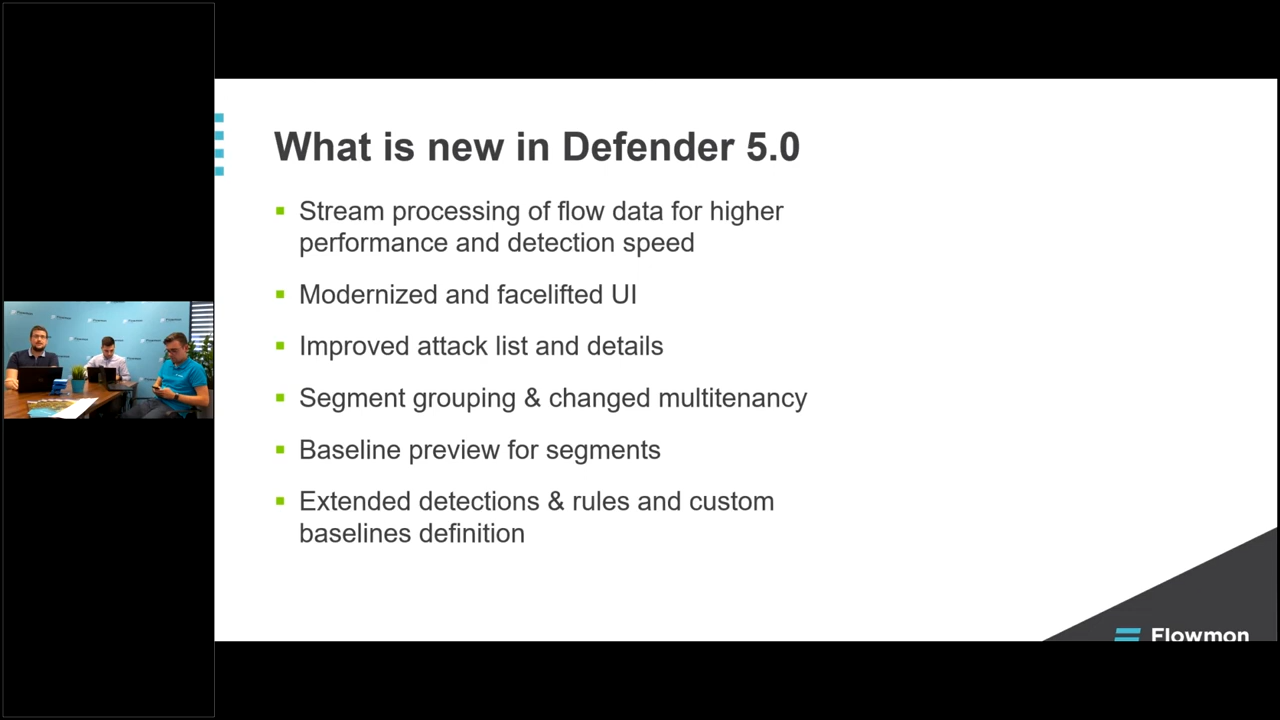 What is new in Defender 5.0
Stream processing of flow data for higher
performance and detection speed
Modernized and facelifted UI
Improved attack list and details
Segment grouping & changed multitenancy
Baseline preview for segments
Extended detections & rules and custom
baselines definition
Flowmon